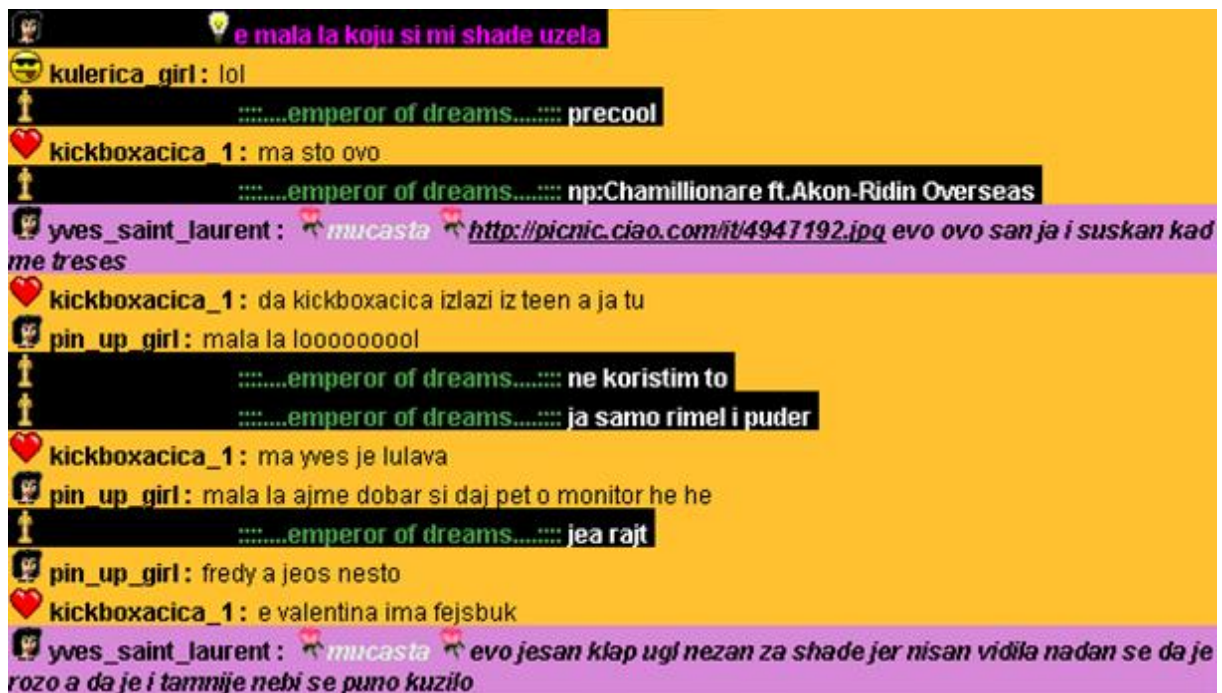 e mala la koju si mi shade uzela
kulerica_girl: lol
::::....emperor of dreams....:::: precool
kickboxacica_1: ma sto ovo
::::....emperor of dreams....:::: np:Chamillionare ft.Akon-Ridin Overseas
yves_saint_laurent: mucasta http://picnic.ciao.com/it/4947192.jpg evo ovo san ja i suskan kad
me treses
kickboxacica_1: da kickboxacica izlazi iz teen a ja tu
pin_up_girl: mala la looooooool
::::....emperor of dreams....:::: ne koristim to
::::....emperor of dreams....:::: ja samo rimel i puder
kickboxacica_1: ma yves je lulava
pin_up_girl: mala la ajme dobar si daj pet o monitor he he
::::....emperor of dreams....:::: jea rajt
pin_up_girl: fredy a jeos nesto
kickboxacica_1: e valentina ima fejsbuk
yves_saint_laurent: mucasta evo jesan klap ugl neznan za shade jer nisan vidila nadan se da je
rozo a da je i tamnije nebi se puno kuzilo